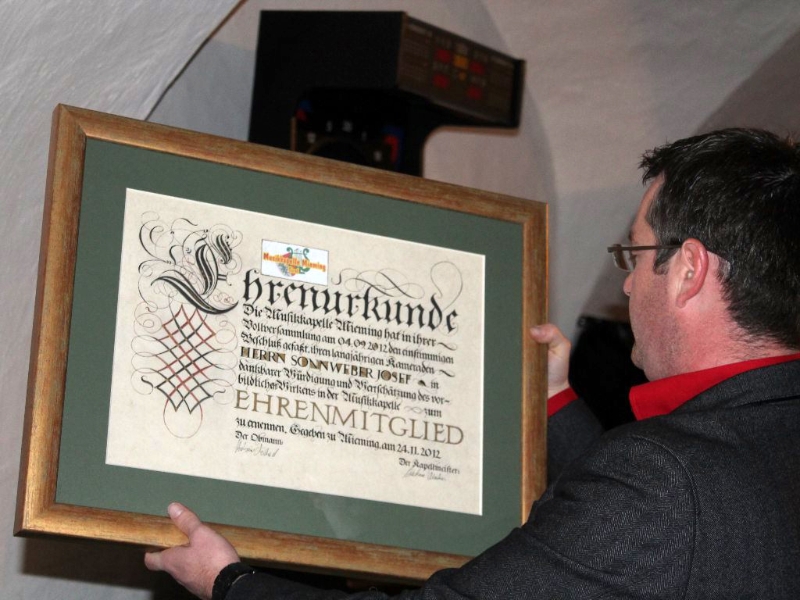 Musikkapelle Mieming
Ehrenurkunde
Die Musikkapelle Mieming hat in ihrer
Vollversammlung am 04.09.2012 den einstimmigen
Beschluß gefaßt, ihren langjährigen Kameraden
HERRN SONNWEBER JOSEF in
dankbarer Würdigung und Wertschätzung des vor-
bildlichen Wirkens in der Musikkapelle zum
EHRENMITGLIED
zu ernennen. Gegeben zu Mieming, am 24.11.2012
Der Obmann:
Der Kapellmeister: